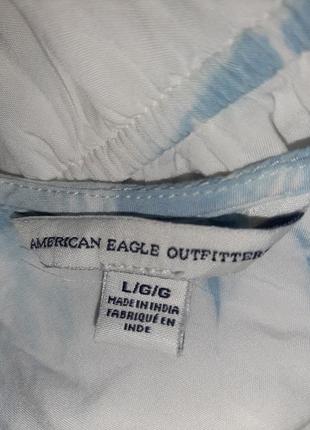 AMERICAN EAGLE OUTFITTERS
L/G/G
MADE IN INDIA
FABRIQUÉ EN
INDE